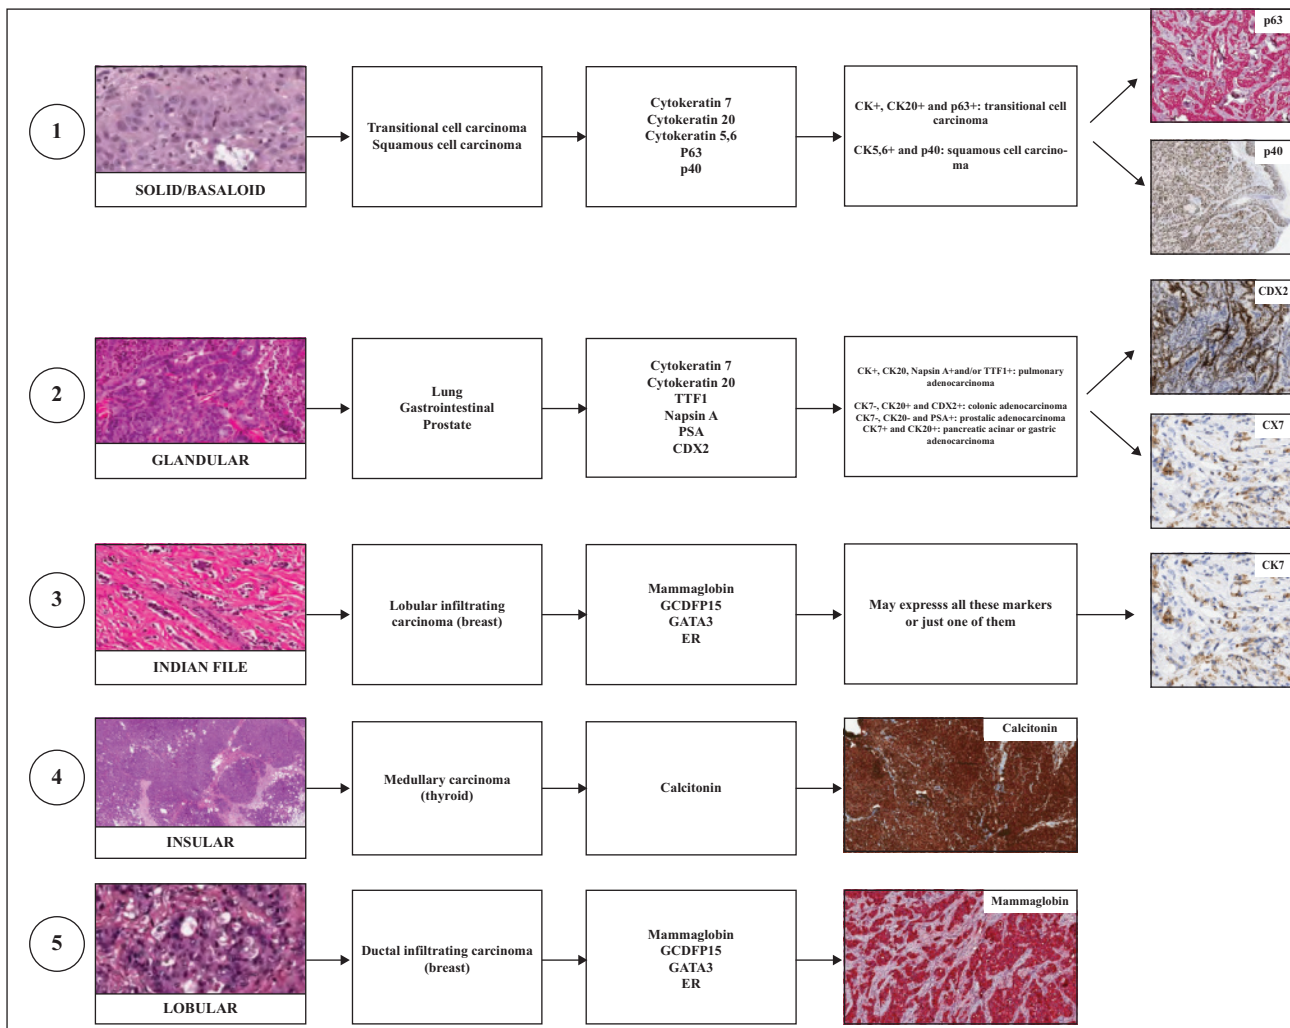 1
SOLID/BASALOID
Transitional cell carcinoma
Squamous cell carcinoma
Cytokeratin 7
Cytokeratin 20
Cytokeratin 5,6
P63
p40
CK+, CK20+ and p63+: transitional cell
carcinoma
CK5,6+ and p40: squamous cell carcino-
ma
p63
p40
2
GLANDULAR
Lung
Gastrointestinal
Prostate
Cytokeratin 7
Cytokeratin 20
TTF1
Napsin A
PSA
CDX2
CK+, CK20, Napsin A+and/or TTF1+: pulmonary
adenocarcinoma
CK7-, CK20+ and CDX2+: colonic adenocarcinoma
CK7-, CK20- and PSA+: prostalic adenocarcinoma
CK7+ and CK20+: pancreatic acinar or gastric
adenocarcinoma
CDX2
CX7
3
INDIAN FILE
Lobular infiltrating
carcinoma (breast)
Mammaglobin
GCDFP15
GATA3
ER
May expresss all these markers
or just one of them
CK7
4
INSULAR
Medullary carcinoma
(thyroid)
Calcitonin
Calcitonin
5
LOBULAR
Ductal infiltrating carcinoma
(breast)
Mammaglobin
GCDFP15
GATA3
ER
Mammaglobin